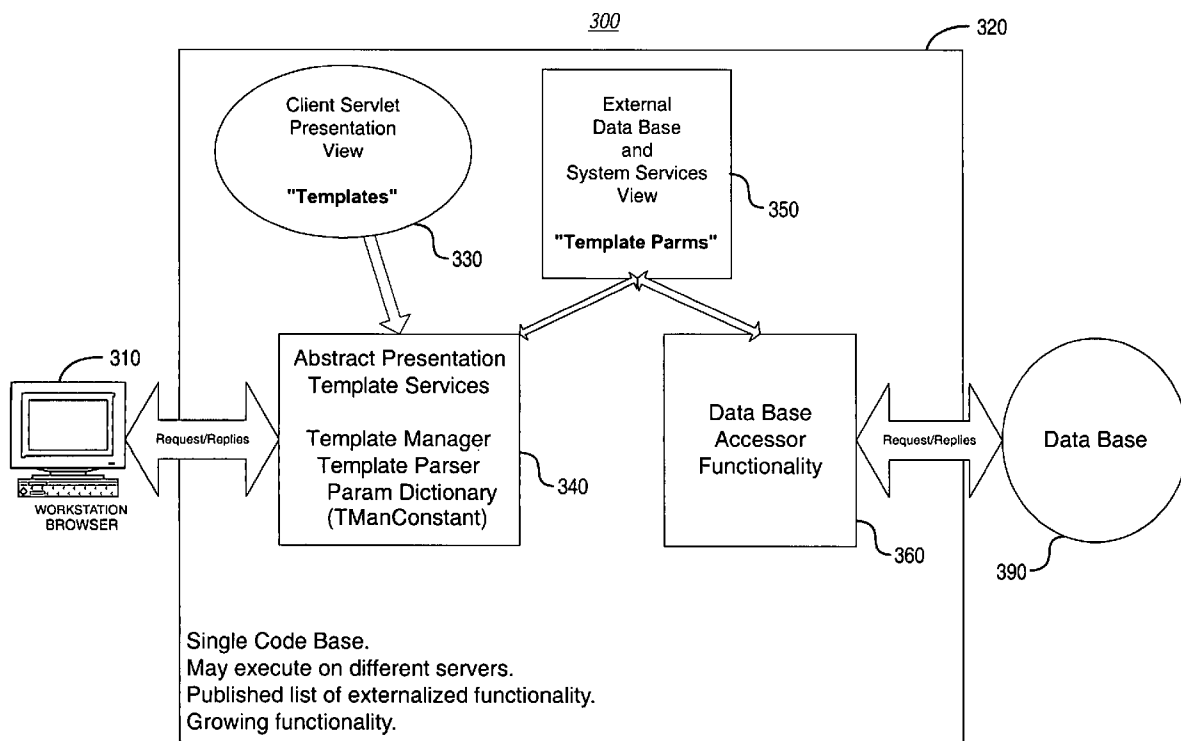 300
320
Client Servlet
Presentation
View
"Templates"
330
External
Data Base
and
System Services
View
"Template Parms"
350
310
WORKSTATION
BROWSER
Request/Replies
Abstract Presentation
Template Services
Template Manager
Template Parser
Param Dictionary
(TManConstant)
340
Data Base
Accessor
Functionality
360
Request/Replies
Data Base
390
Single Code Base.
May execute on different servers.
Published list of externalized functionality.
Growing functionality.